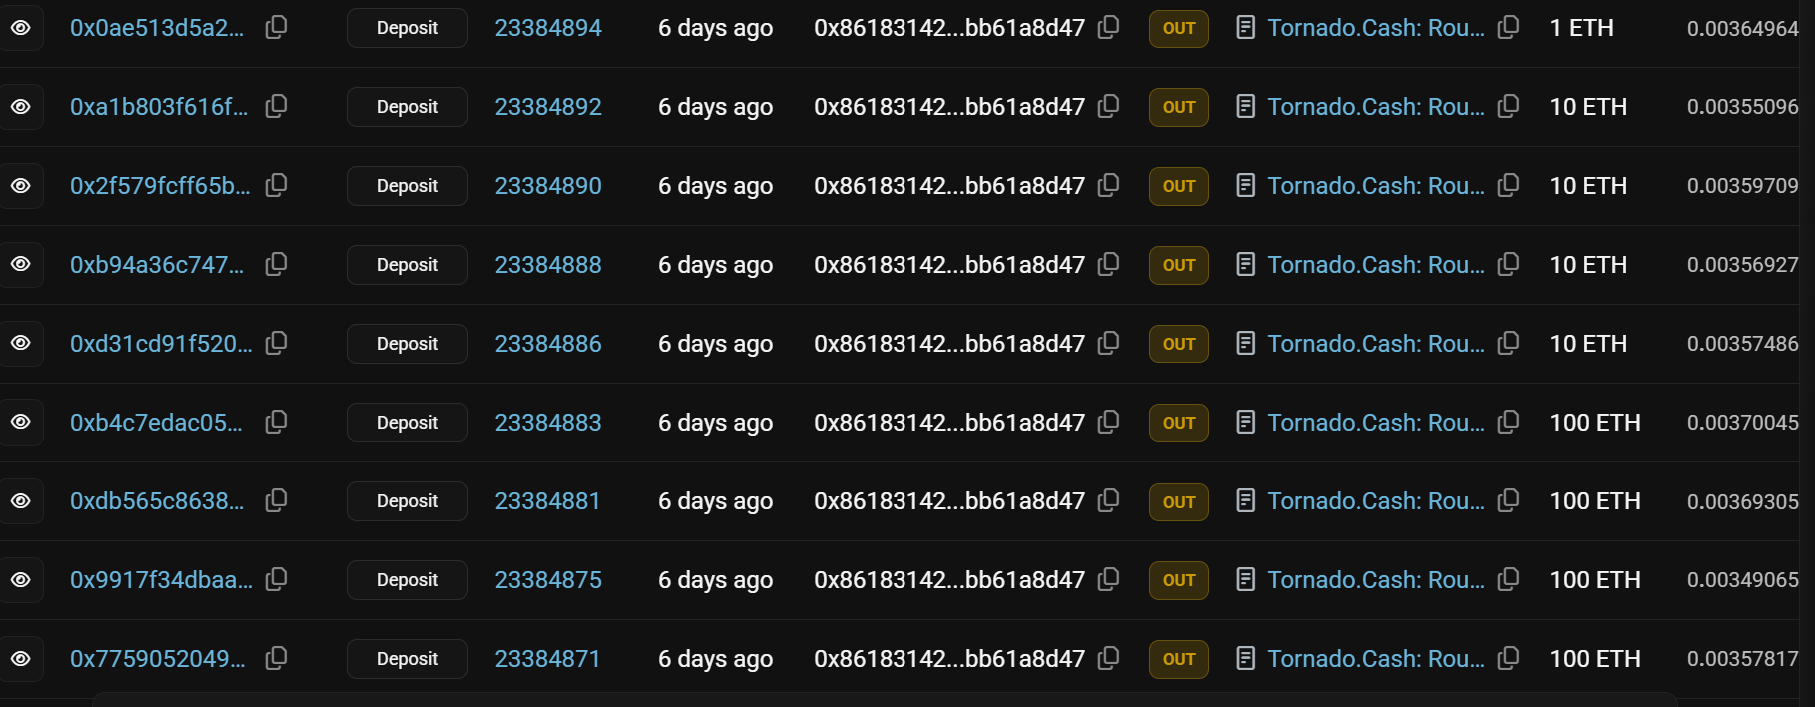 0x0ae513d5a2... Deposit 23384894 6 days ago 0x86183142...bb61a8d47 OUT Tornado.Cash: Rou... 1 ETH 0.00364964
0xa1b803f616f... Deposit 23384892 6 days ago 0x86183142...bb61a8d47 OUT Tornado.Cash: Rou... 10 ETH 0.00355096
0x2f579fcff65b... Deposit 23384890 6 days ago 0x86183142...bb61a8d47 OUT Tornado.Cash: Rou... 10 ETH 0.00359709
0xb94a36c747... Deposit 23384888 6 days ago 0x86183142...bb61a8d47 OUT Tornado.Cash: Rou... 10 ETH 0.00356927
0xd31cd91f520... Deposit 23384886 6 days ago 0x86183142...bb61a8d47 OUT Tornado.Cash: Rou... 10 ETH 0.00357486
0xb4c7edac05... Deposit 23384883 6 days ago 0x86183142...bb61a8d47 OUT Tornado.Cash: Rou... 100 ETH 0.00370045
0xdb565c8638... Deposit 23384881 6 days ago 0x86183142...bb61a8d47 OUT Tornado.Cash: Rou... 100 ETH 0.00369305
0x9917f34dbaa... Deposit 23384875 6 days ago 0x86183142...bb61a8d47 OUT Tornado.Cash: Rou... 100 ETH 0.00349065
0x7759052049... Deposit 23384871 6 days ago 0x86183142...bb61a8d47 OUT Tornado.Cash: Rou... 100 ETH 0.00357817